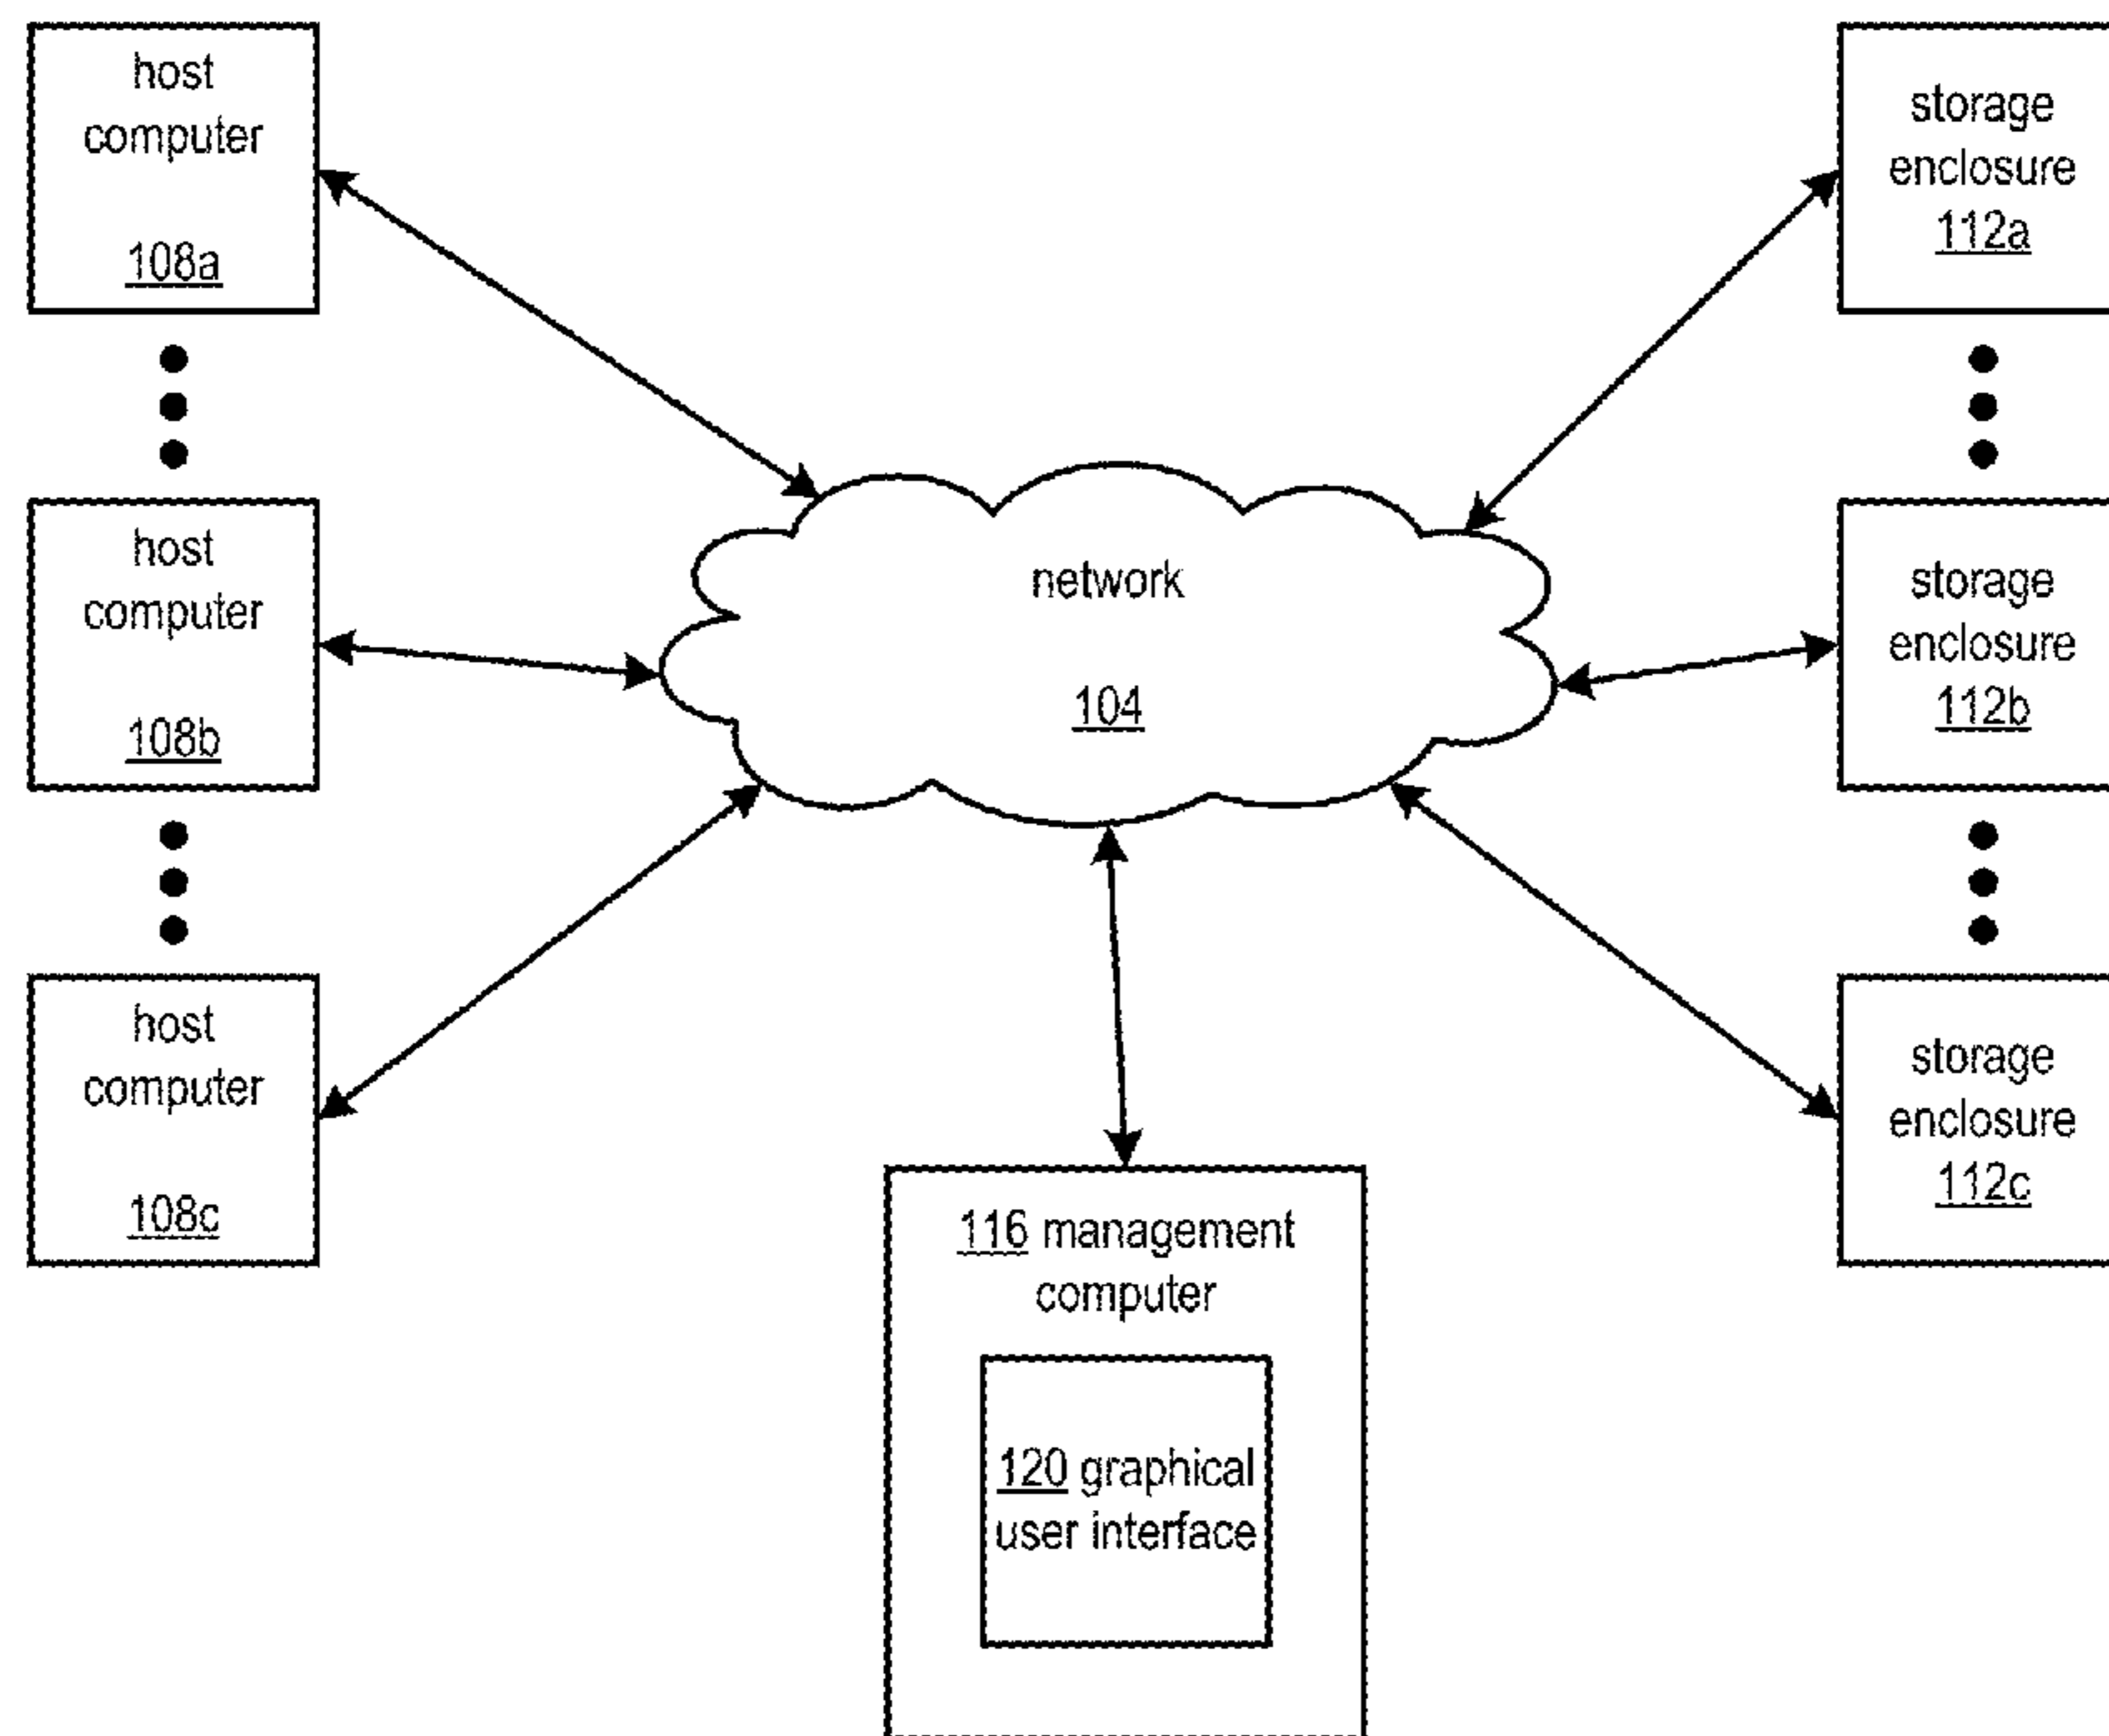 host
computer
108a
host
computer
108b
host
computer
108c
network
104
storage
enclosure
112a
storage
enclosure
112b
storage
enclosure
112c
116 management
computer
120 graphical
user interface